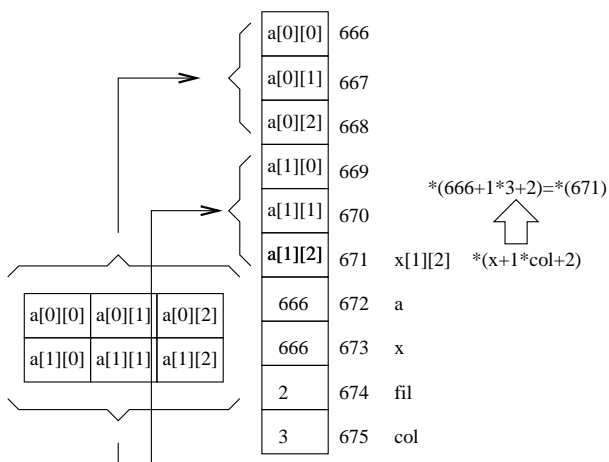 a[0][0] 666
a[0][1] 667
a[0][2] 668
a[1][0] 669
*(666+1*3+2)=*(671)
a[1][1] 670
a[1][2] 671 x[1][2] *(x+1*col+2)
666 672 a
a[0][0] a[0][1] a[0][2]
666 673 x
a[1][0] a[1][1] a[1][2]
2 674 fil
3 675 col